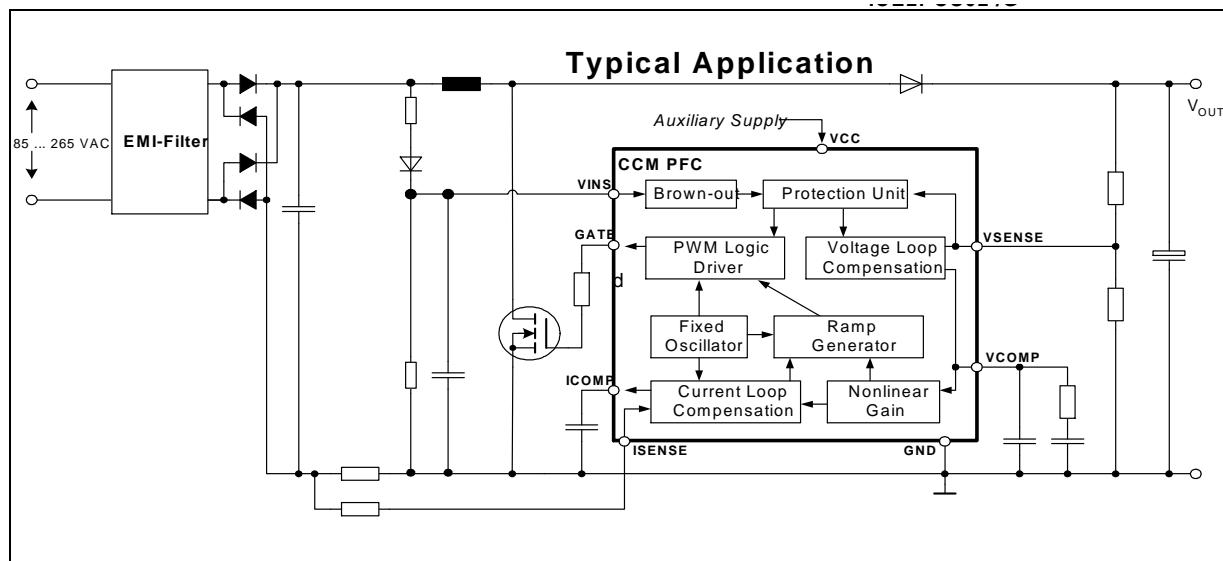 Typical Application
85 ... 265 VAC
EMI-Filter
Auxiliary Supply
VCC
V OUT
CCM PFC
VINS
Brown-out
Protection Unit
GATE
PWM Logic
Driver
Voltage Loop
Compensation
VSENSE
d
Fixed
Oscillator
Ramp
Generator
VCOMP
ICOMP
Current Loop
Compensation
Nonlinear
Gain
ISENSE
GND